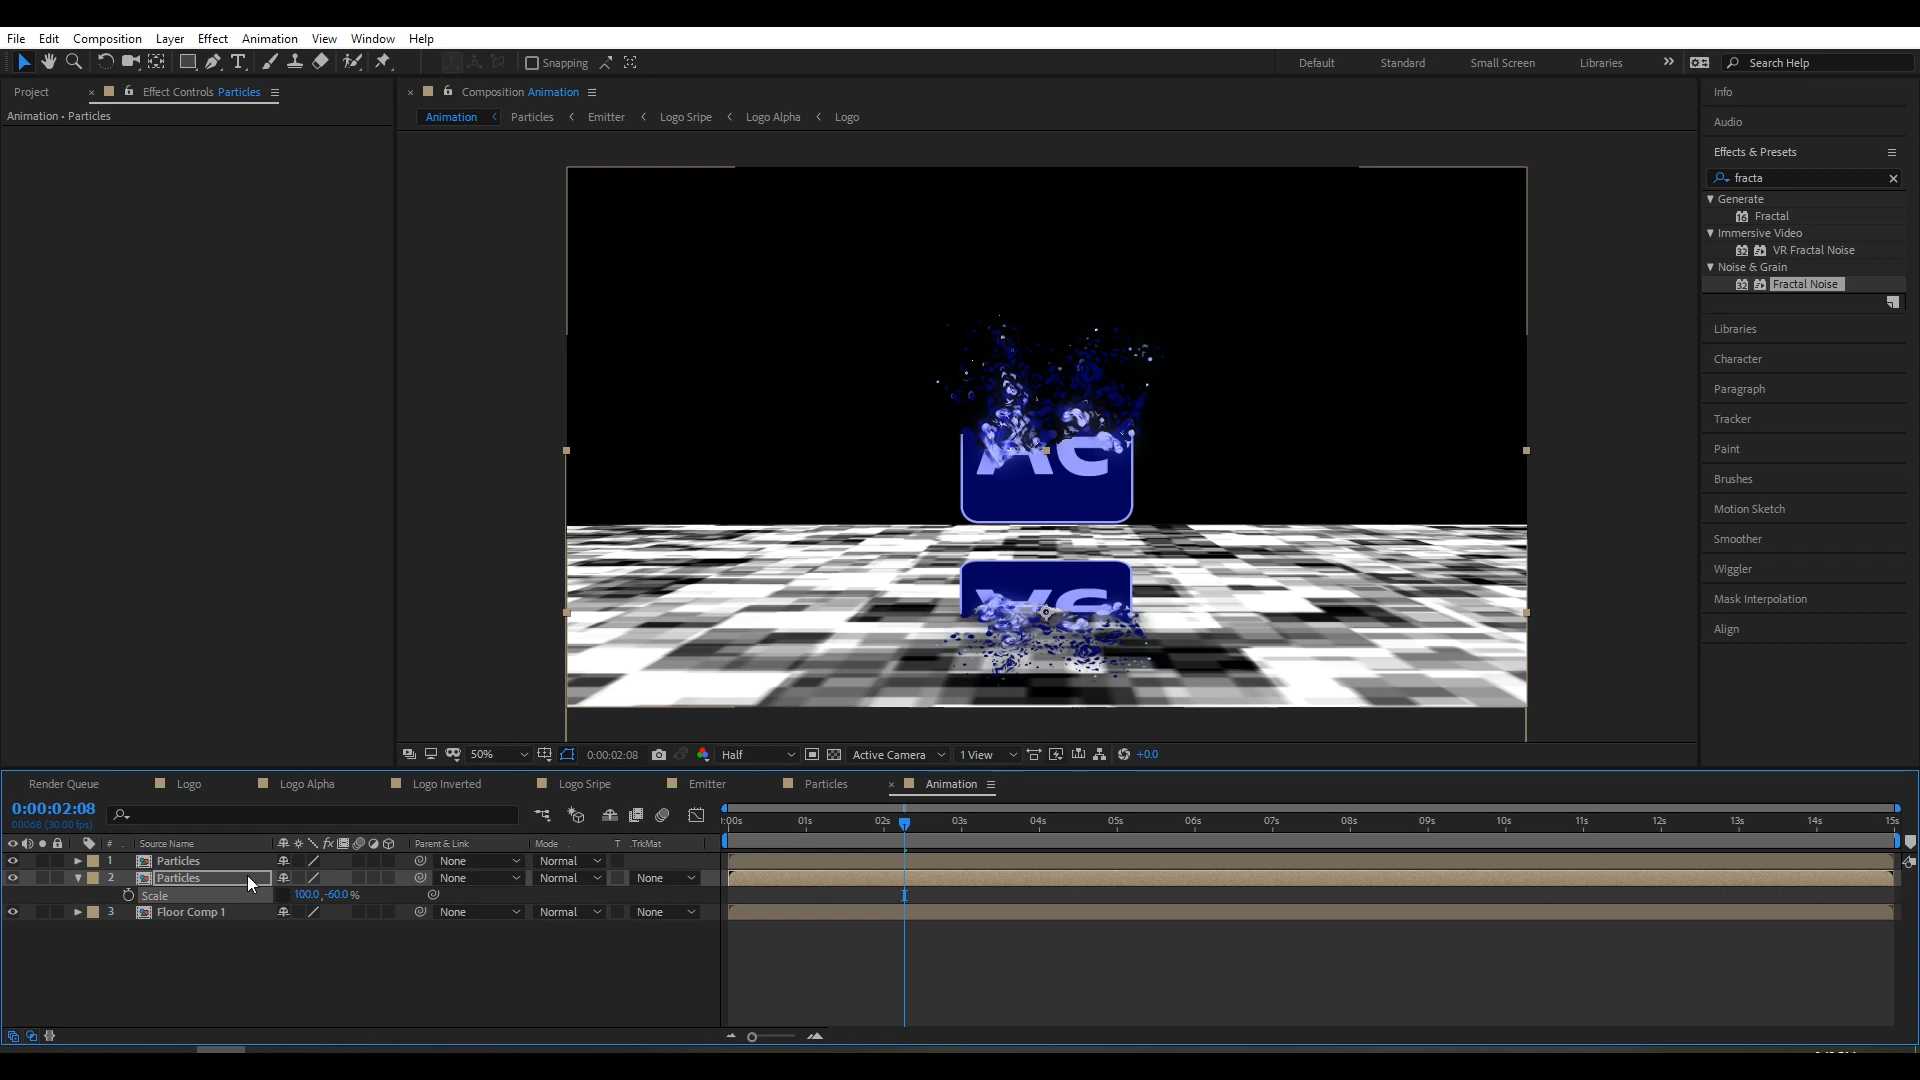 File Edit Composition Layer Effect Animation View Window Help
Snapping Default Standard Small Screen Libraries » Search Help
Project × Effect Controls Particles × Composition Animation Info
Animation • Particles
Animation < Particles < Emitter < Logo Sripe < Logo Alpha < Logo
Audio
Effects & Presets
fracta ×
Generate
16 Fractal
Immersive Video
32 VR Fractal Noise
Noise & Grain
32 Fractal Noise
Libraries
Character
Paragraph
Tracker
Paint
Brushes
Motion Sketch
Smoother
Wiggler
Mask Interpolation
Align
50% 0:00:02:08 Half Active Camera 1 View +0.0
Render Queue Logo Logo Alpha Logo Inverted Logo Sripe Emitter Particles × Animation
0:00:02:08
00068 (30.00 fps)
:00s 01s 02s 03s 04s 05s 06s 07s 08s 09s 10s 11s 12s 13s 14s 15s
# Source Name fx Parent & Link Mode T .TrkMat
1 Particles None Normal
2 Particles None Normal None
Scale 100.0,-60.0 %
3 Floor Comp 1 None Normal None